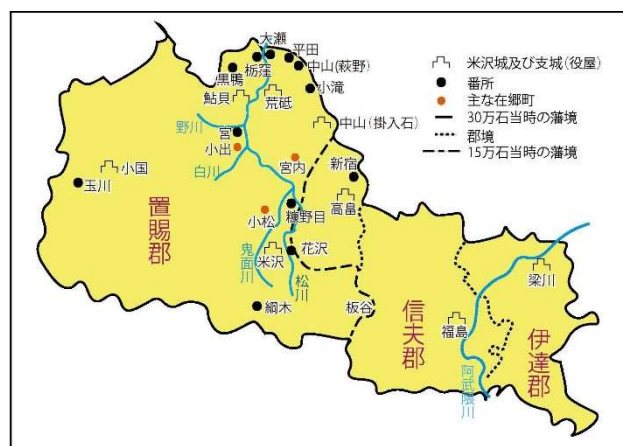 大瀬
平田
栃窪
中山(萩野)
黒鴨
小滝
鮎貝
荒砥
野川
宮
中山(掛入石)
小出
白川
宮内
新宿
小国
玉川
高畠
置賜郡
小松
糠野目
鬼面川
米沢
花沢
松川
綱木
板谷
信夫郡
福島
阿武隈川
梁川
伊達郡
米沢城及び支城(役屋)
番所
主な在郷町
30万石当時の藩境
郡境
15万石当時の藩境